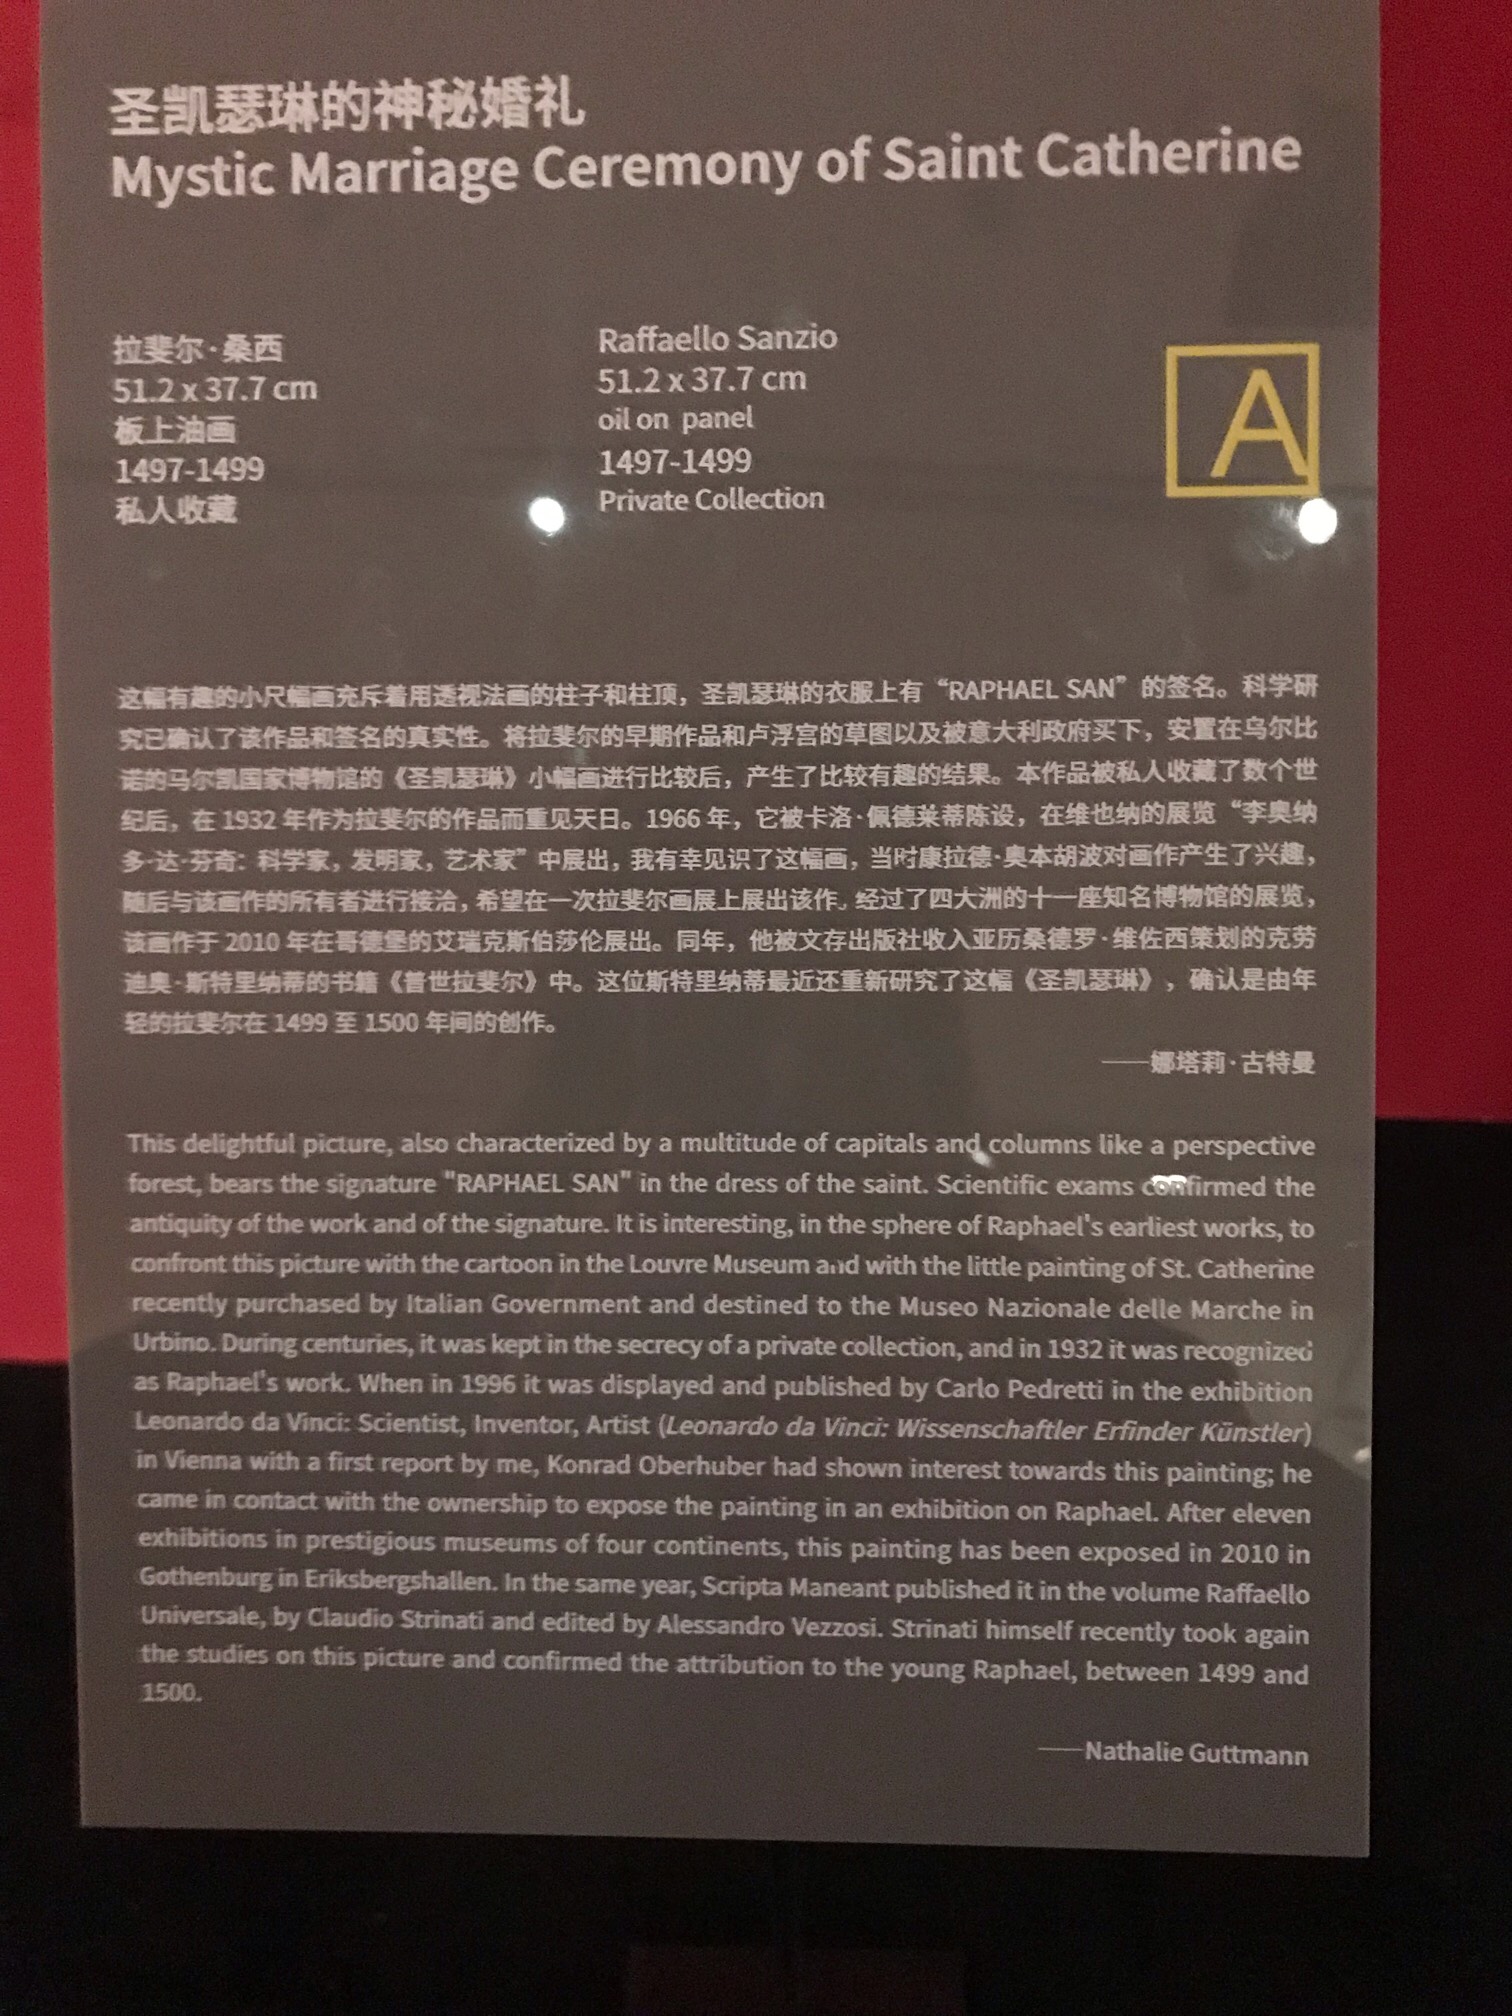 圣凯瑟琳的神秘婚礼
Mystic Marriage Ceremony of Saint Catherine
拉斐尔·桑西
51.2 x 37.7 cm
板上油画
1497-1499
私人收藏
Raffaello Sanzio
51.2 x 37.7 cm
oil on panel
1497-1499
Private Collection
A
这幅有趣的小尺幅画充斥着用透视法画的柱子和柱顶，圣凯瑟琳的衣服上有“RAPHAEL SAN”的签名。科学研
究已确认了该作品和签名的真实性。将拉斐尔的早期作品和卢浮宫的草图以及被意大利政府买下，安置在乌尔比
诺的马尔凯国家博物馆的《圣凯瑟琳》小幅画进行比较后，产生了比较有趣的结果。本作品被私人收藏了数个世
纪后，在 1932 年作为拉斐尔的作品而重见天日。1966 年，它被卡洛·佩德莱蒂陈设，在维也纳的展览“李奥纳
多·达·芬奇：科学家，发明家，艺术家”中展出，我有幸见识了这幅画，当时康拉德·奥本胡波对画作产生了兴趣，
随后与该画作的所有者进行接洽，希望在一次拉斐尔画展上展出该作。经过了四大洲的十一座知名博物馆的展览，
该画作于 2010 年在哥德堡的艾瑞克斯伯莎伦展出。同年，他被文存出版社收入亚历桑德罗·维佐西策划的克劳
迪奥·斯特里纳蒂的书籍《普世拉斐尔》中。这位斯特里纳蒂最近还重新研究了这幅《圣凯瑟琳》，确认是由年
轻的拉斐尔在 1499 至 1500 年间的创作。
——娜塔莉·古特曼
This delightful picture, also characterized by a multitude of capitals and columns like a perspective
forest, bears the signature "RAPHAEL SAN" in the dress of the saint. Scientific exams confirmed the
antiquity of the work and of the signature. It is interesting, in the sphere of Raphael's earliest works, to
confront this picture with the cartoon in the Louvre Museum and with the little painting of St. Catherine
recently purchased by Italian Government and destined to the Museo Nazionale delle Marche in
Urbino. During centuries, it was kept in the secrecy of a private collection, and in 1932 it was recognized
as Raphael's work. When in 1996 it was displayed and published by Carlo Pedretti in the exhibition
Leonardo da Vinci: Scientist, Inventor, Artist (Leonardo da Vinci: Wissenschaftler Erfinder Künstler)
in Vienna with a first report by me, Konrad Oberhuber had shown interest towards this painting; he
came in contact with the ownership to expose the painting in an exhibition on Raphael. After eleven
exhibitions in prestigious museums of four continents, this painting has been exposed in 2010 in
Gothenburg in Eriksbergshallen. In the same year, Scripta Maneant published it in the volume Raffaello
Universale, by Claudio Strinati and edited by Alessandro Vezzosi. Strinati himself recently took again
the studies on this picture and confirmed the attribution to the young Raphael, between 1499 and
1500.
——Nathalie Guttmann